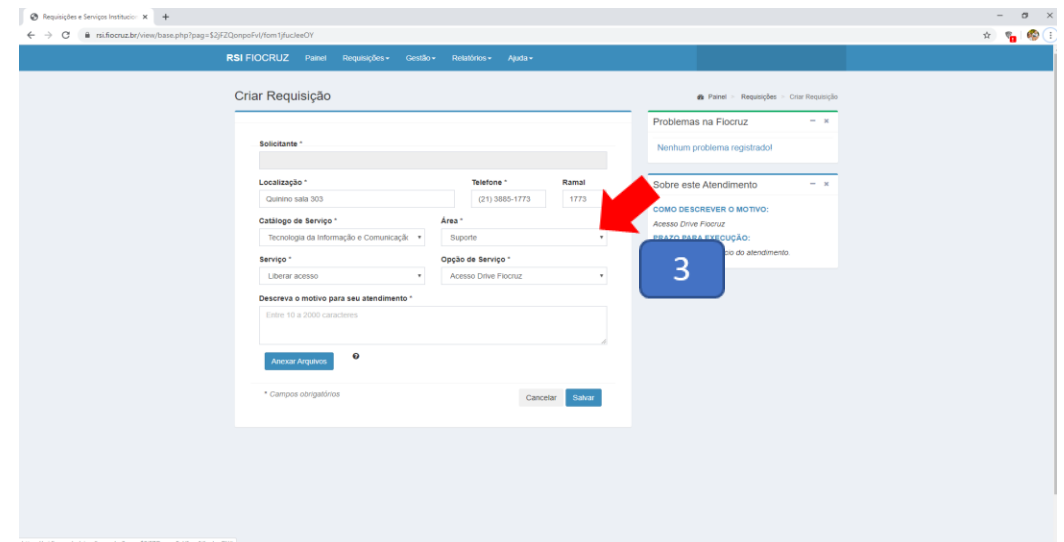 Requisições e Serviços Institucion
rsi.fiocruz.br/view/base.php?pag=$2jFZQonpoFvl/fom1jfucJeeOY
RSI FIOCRUZ Painel Requisições Gestão Relatórios Ajuda
Criar Requisição
Painel Requisições Criar Requisição
Solicitante *
Localização * Telefone * Ramal
Quinino sala 303 (21) 3885-1773 1773
Catálogo de Serviço * Área *
Tecnologia da Informação e Comunicaçã Suporte
Serviço * Opção de Serviço *
Liberar acesso Acesso Drive Fiocruz
Descreva o motivo para seu atendimento *
Entre 10 a 2000 caracteres
Anexar Arquivos
* Campos obrigatórios
Cancelar Salvar
Problemas na Fiocruz
Nenhum problema registrado!
Sobre este Atendimento
COMO DESCREVER O MOTIVO:
Acesso Drive Fiocruz
PRAZO PARA EXECUÇÃO:
do atendimento.
3